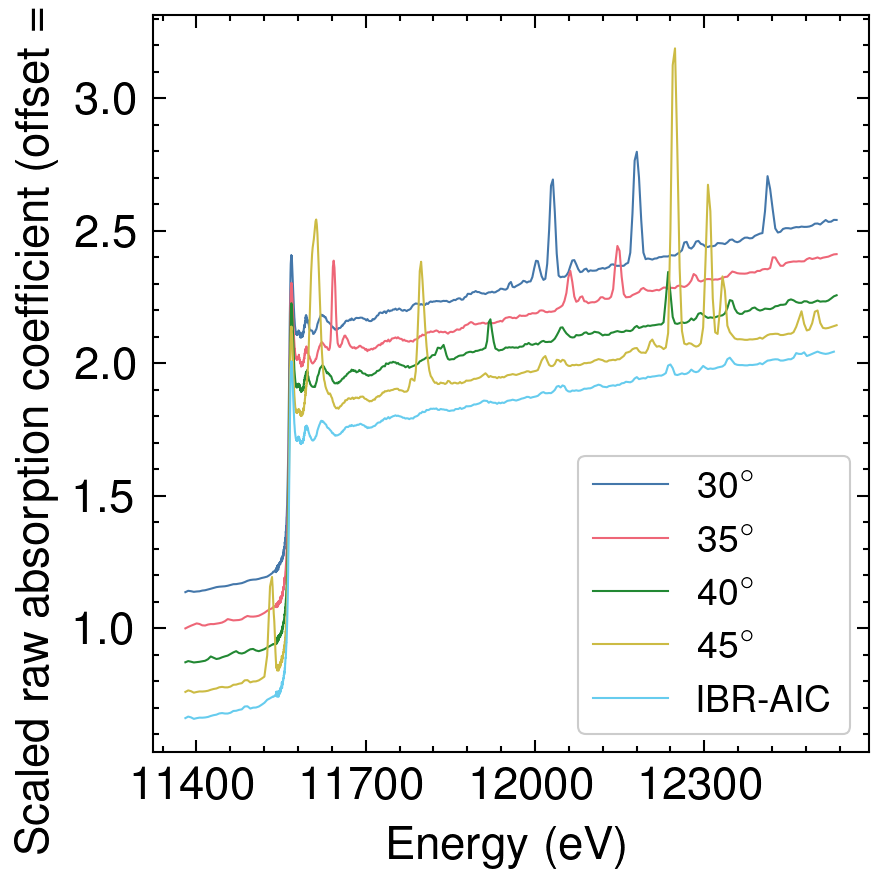 Scaled raw absorption coefficient (offset =
3.0
2.5
2.0
1.5
1.0
11400 11700 12000 12300
Energy (eV)
30°
35°
40°
45°
IBR-AIC